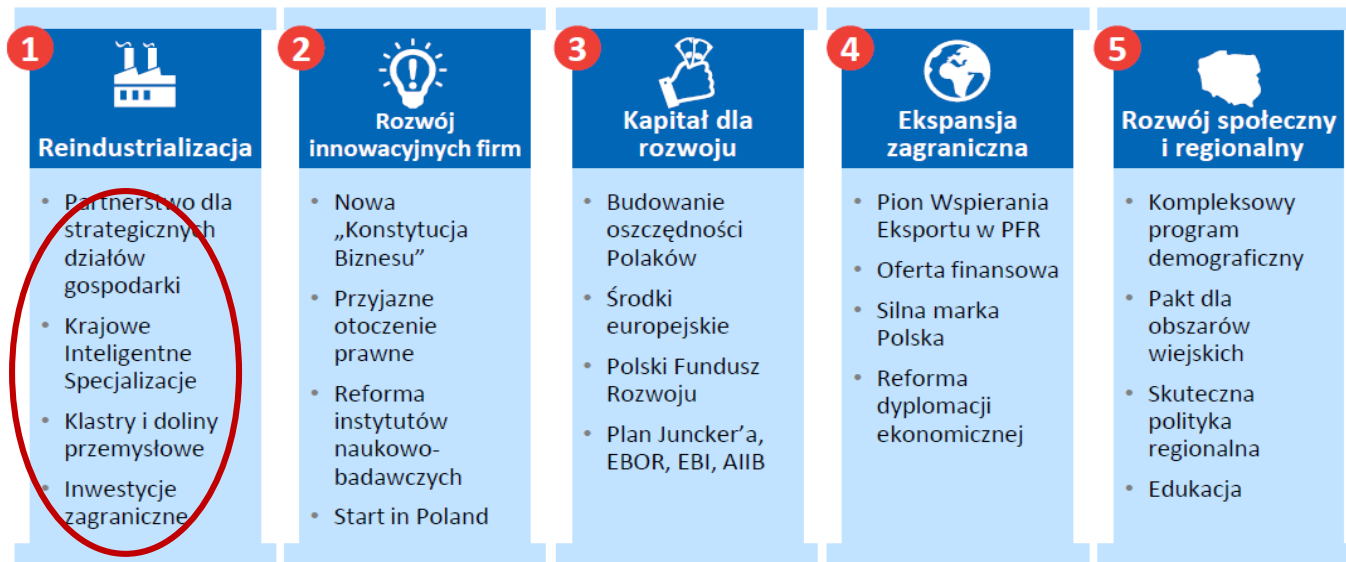 1
Reindustrializacja
• Partnerstwo dla
strategicznych
działów
gospodarki
• Krajowe
Inteligentne
Specjalizacje
• Klastry i doliny
przemysłowe
• Inwestycje
zagraniczne
2
Rozwój
innowacyjnych firm
• Nowa
„Konstytucja
Biznesu”
• Przyjazne
otoczenie
prawne
• Reforma
instytutów
naukowo-
badawczych
• Start in Poland
3
Kapitał dla
rozwoju
• Budowanie
oszczędności
Polaków
• Środki
europejskie
• Polski Fundusz
Rozwoju
• Plan Juncker’a,
EBOR, EBI, AIIB
4
Ekspansja
zagraniczna
• Pion Wspierania
Eksportu w PFR
• Oferta finansowa
• Silna marka
Polska
• Reforma
dyplomacji
ekonomicznej
5
Rozwój społeczny
i regionalny
• Kompleksowy
program
demograficzny
• Pakt dla
obszarów
wiejskich
• Skuteczna
polityka
regionalna
• Edukacja